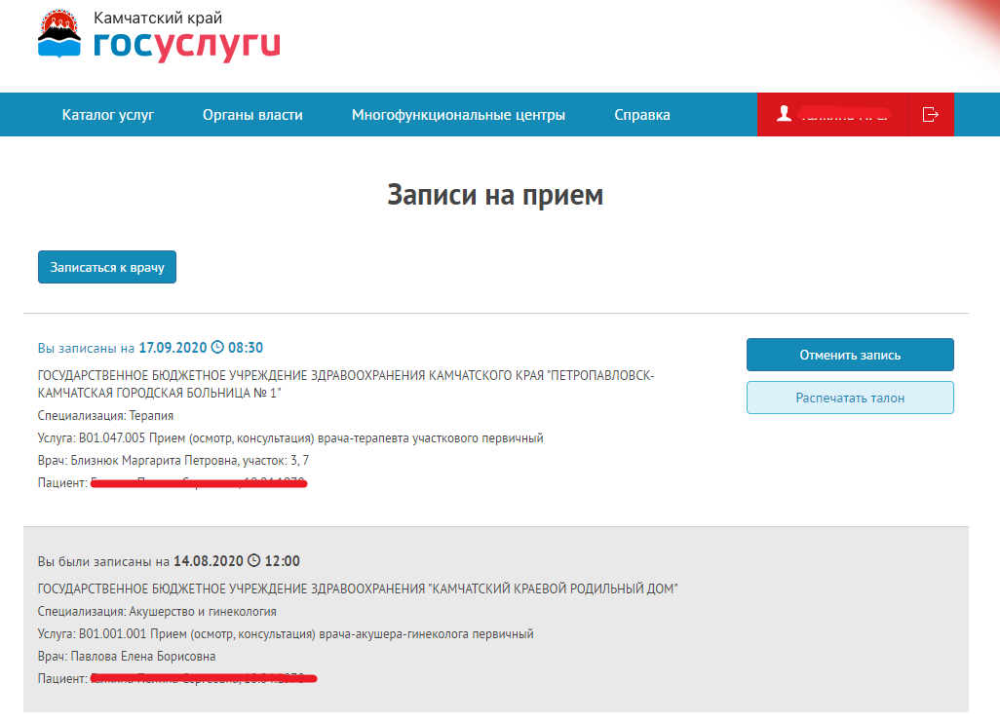 Камчатский край
госуслуги
Каталог услуг
Органы власти
Многофункциональные центры
Справка
Записи на прием
Записаться к врачу
Вы записаны на 17.09.2020 08:30
Отменить запись
Распечатать талон
ГОСУДАРСТВЕННОЕ БЮДЖЕТНОЕ УЧРЕЖДЕНИЕ ЗДРАВООХРАНЕНИЯ КАМЧАТСКОГО КРАЯ "ПЕТРОПАВЛОВСК-
КАМЧАТСКАЯ ГОРОДСКАЯ БОЛЬНИЦА № 1"
Специализация: Терапия
Услуга: B01.047.005 Прием (осмотр, консультация) врача-терапевта участкового первичный
Врач: Близнюк Маргарита Петровна, участок: 3, 7
Пациент:
Вы были записаны на 14.08.2020 12:00
ГОСУДАРСТВЕННОЕ БЮДЖЕТНОЕ УЧРЕЖДЕНИЕ ЗДРАВООХРАНЕНИЯ "КАМЧАТСКИЙ КРАЕВОЙ РОДИЛЬНЫЙ ДОМ"
Специализация: Акушерство и гинекология
Услуга: B01.001.001 Прием (осмотр, консультация) врача-акушера-гинеколога первичный
Врач: Павлова Елена Борисовна
Пациент: